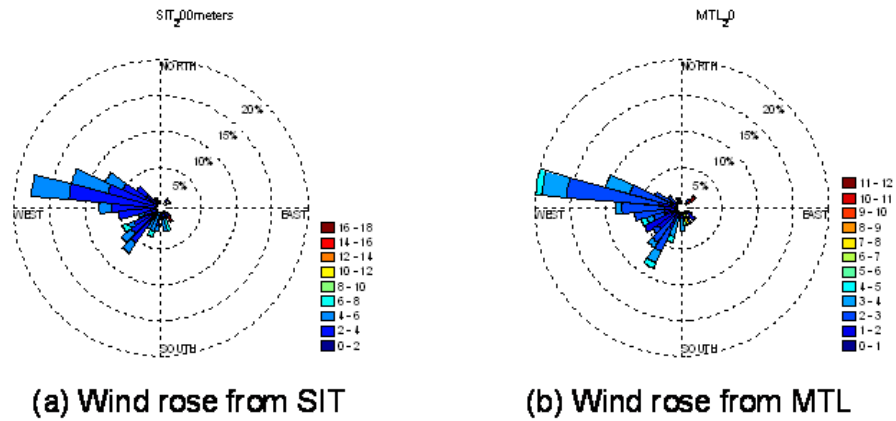 SIT200meters
MTL20
NORTH
20%
15%
10%
5%
WEST
EAST
SOUTH
16 - 18
14 - 16
12 - 14
10 - 12
8 - 10
6 - 8
4 - 6
2 - 4
0 - 2
NORTH
20%
15%
10%
5%
WEST
EAST
SOUTH
11 - 12
10 - 11
9 - 10
8 - 9
7 - 8
6 - 7
5 - 6
4 - 5
3 - 4
2 - 3
1 - 2
0 - 1
(a) Wind rose from SIT
(b) Wind rose from MTL